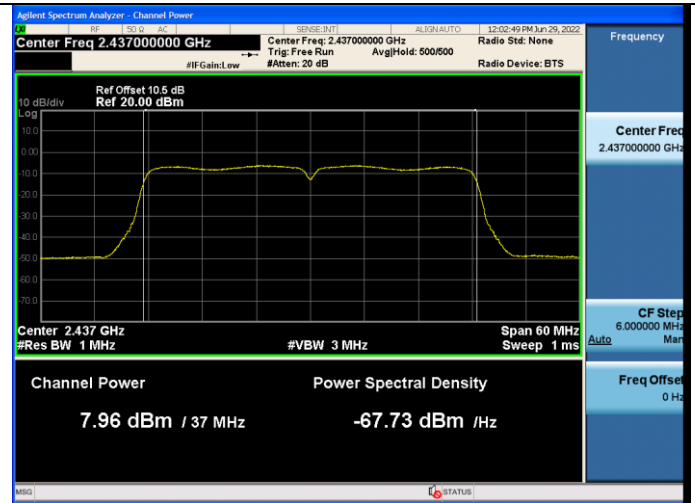 Agilent Spectrum Analyzer - Channel Power
LXI RF 50 Ω AC SENSE:INT ALIGN AUTO 12:02:49 PM Jun 29, 2022
Center Freq 2.437000000 GHz
Center Freq: 2.437000000 GHz
Radio Std: None
Trig: Free Run Avg|Hold: 500/500
#IFGain:Low #Atten: 20 dB Radio Device: BTS
Frequency
Ref Offset 10.5 dB
10 dB/div Ref 20.00 dBm
Log
10.0
0.00
-10.0
-20.0
-30.0
-40.0
-50.0
-60.0
-70.0
Center Freq
2.437000000 GHz
Center 2.437 GHz Span 60 MHz
#Res BW 1 MHz #VBW 3 MHz Sweep 1 ms
CF Step
6.000000 MHz
Auto Man
Channel Power Power Spectral Density
7.96 dBm / 37 MHz -67.73 dBm /Hz
Freq Offset
0 Hz
MSG STATUS